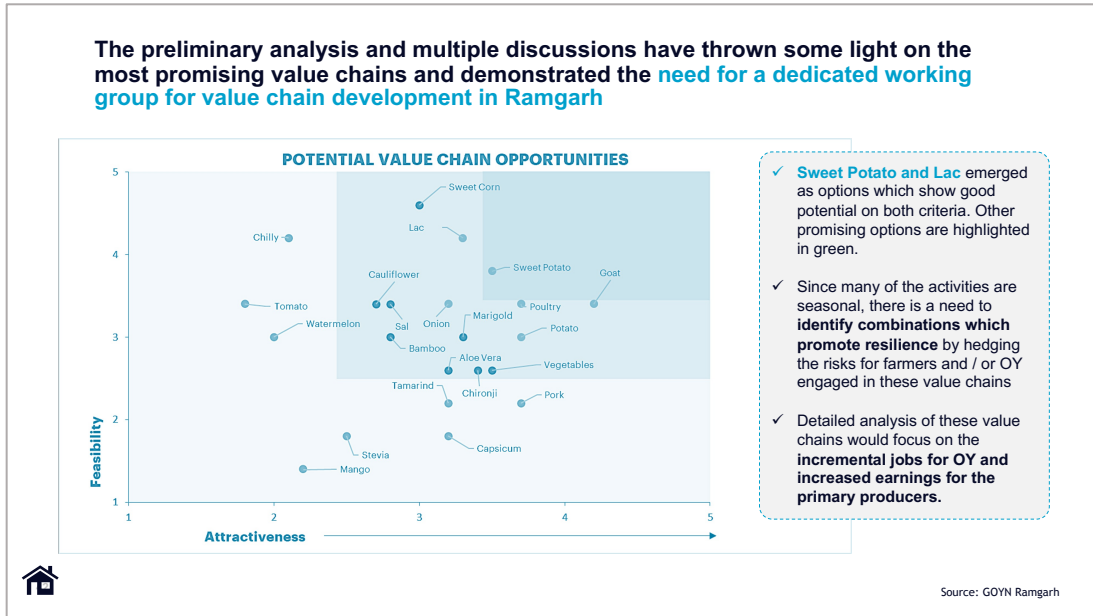 The preliminary analysis and multiple discussions have thrown some light on the
most promising value chains and demonstrated the need for a dedicated working
group for value chain development in Ramgarh
POTENTIAL VALUE CHAIN OPPORTUNITIES
5
Sweet Corn
Lac
Chilly
4
Sweet Potato
Goat
Cauliflower
Tomato
Sal
Onion
Poultry
Marigold
Watermelon
3
Bamboo
Potato
Aloe Vera
Vegetables
Tamarind
Chironji
Pork
2
Stevia
Capsicum
Mango
1
Feasibility
1
2
3
4
5
Attractiveness
✓ Sweet Potato and Lac emerged
as options which show good
potential on both criteria. Other
promising options are highlighted
in green.
✓ Since many of the activities are
seasonal, there is a need to
identify combinations which
promote resilience by hedging
the risks for farmers and / or OY
engaged in these value chains
✓ Detailed analysis of these value
chains would focus on the
incremental jobs for OY and
increased earnings for the
primary producers.
Source: GOYN Ramgarh